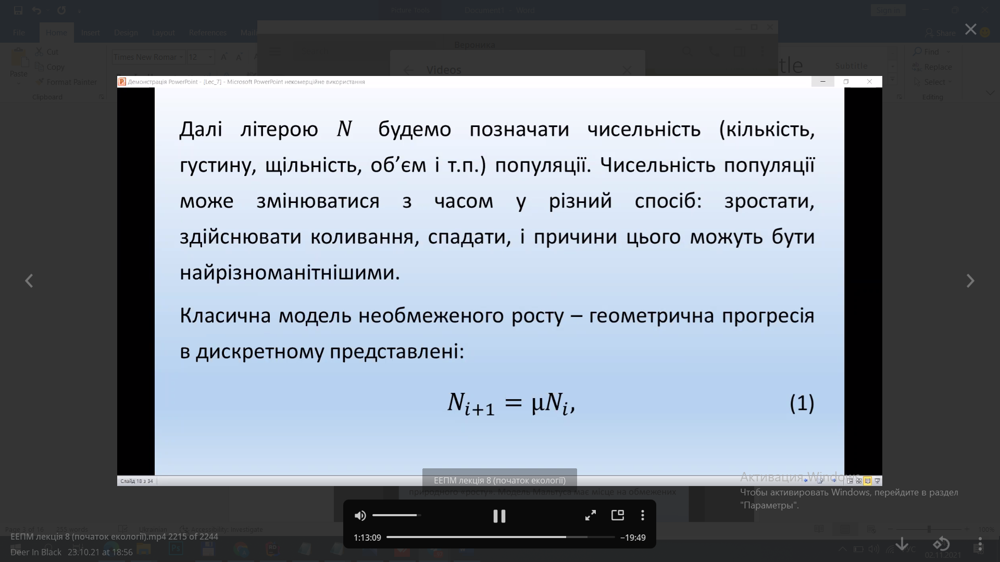 Picture Tools
Document1 - Word
Sign in
File
Home
Insert
Design
Layout
References
Share
Вероника
Cut
Copy
Format Painter
Paste
Clipboard
Times New Roman
12
Videos
Subtitle
Find
Replace
Select
Editing
Демонстрація PowerPoint - [Lec_7] - Microsoft PowerPoint некомерційне використання
Далі літерою N будемо позначати чисельність (кількість,
густину, щільність, об’єм і т.п.) популяції. Чисельність популяції
може змінюватися з часом у різний спосіб: зростати,
здійснювати коливання, спадати, і причини цього можуть бути
найрізноманітнішими.
Класична модель необмеженого росту – геометрична прогресія
в дискретному представлені:
N_{i+1} = μN_i, (1)
Слайд 18 з 34
ЕЕПМ лекція 8 (початок екології)
природного «росту». Модель Мальтуса має місце на обмежених
Активация Windows
Чтобы активировать Windows, перейдите в раздел
"Параметры".
1:13:09
−19:49
Page 3 of 16
255 words
Ukrainian
Accessibility: Investigate
100%
ЕЕПМ лекція 8 (початок екології).mp4 2215 of 2244
Deer In Black 23.10.21 at 18:56
02.11.2021